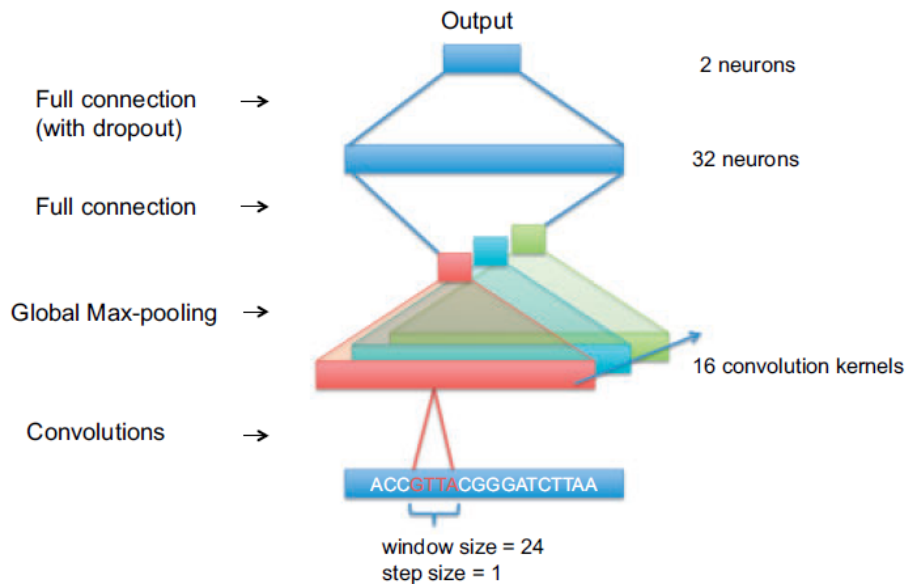 Output
2 neurons
Full connection →
(with dropout)
32 neurons
Full connection →
Global Max-pooling →
16 convolution kernels
Convolutions →
ACCGTTACGGGATCTTAA
window size = 24
step size = 1